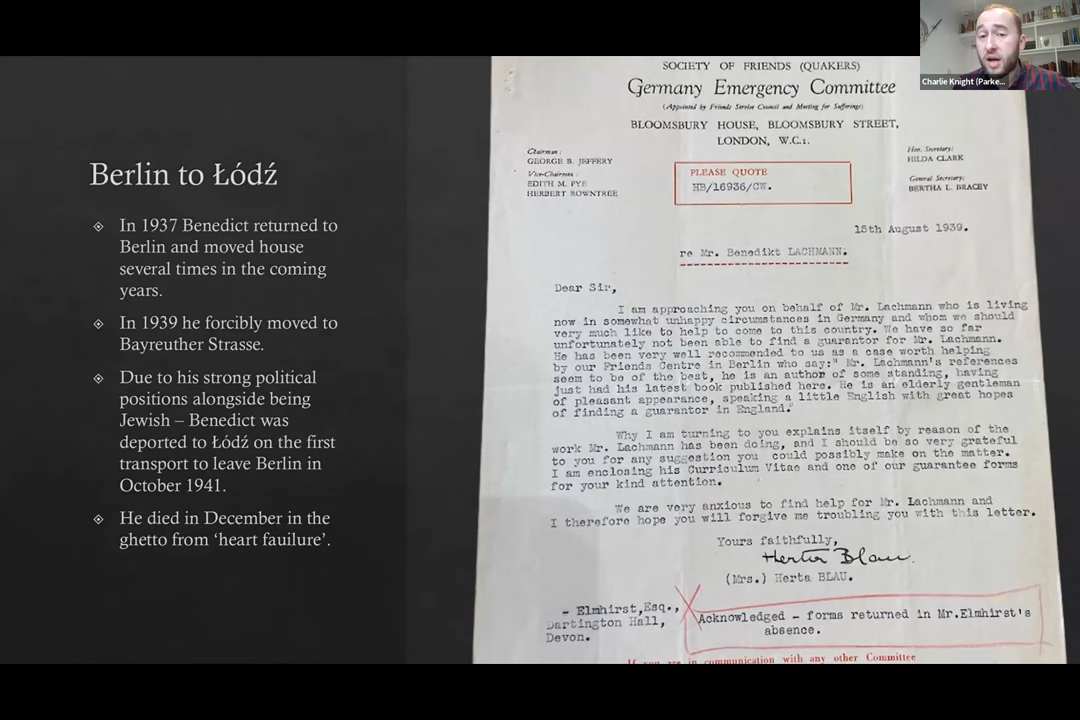 Charlie Knight (Parke...
Berlin to Łódź
In 1937 Benedict returned to
Berlin and moved house
several times in the coming
years.
In 1939 he forcibly moved to
Bayreuther Strasse.
Due to his strong political
positions alongside being
Jewish – Benedict was
deported to Łódź on the first
transport to leave Berlin in
October 1941.
He died in December in the
ghetto from ‘heart fauilure’.
SOCIETY OF FRIENDS (QUAKERS)
Germany Emergency Committee
(Appointed by Friends Service Council and Meeting for Sufferings)
BLOOMSBURY HOUSE, BLOOMSBURY STREET,
LONDON, W.C.1.
Chairman:
GEORGE B. JEFFERY
Vice-Chairmen:
EDITH M. PYE
HERBERT ROWNTREE
PLEASE QUOTE
HB/16936/CW.
Hon. Secretary:
HILDA CLARK
General Secretary:
BERTHA L. BRACEY
15th August 1939.
re Mr. Benedikt LACHMANN.
Dear Sir,
I am approaching you on behalf of Mr. Lachmann who is living
now in somewhat unhappy circumstances in Germany and whom we should
very much like to help to come to this country. We have so far
unfortunately not been able to find a guarantor for Mr. Lachmann.
He has been very well recommended to us as a case worth helping
by our Friends Centre in Berlin who say:" Mr. Lachmann's references
seem to be of the best, he is an author of some standing, having
just had his latest book published here. He is an elderly gentleman
of pleasant appearance, speaking a little English with great hopes
of finding a guarantor in England."
Why I am turning to you explains itself by reason of the
work Mr. Lachmann has been doing, and I should be so very grateful
to you for any suggestion you could possibly make on the matter.
I am enclosing his Curriculum Vitae and one of our guarantee forms
for your kind attention.
We are very anxious to find help for Mr. Lachmann and
I therefore hope you will forgive me troubling you with this letter.
Yours faithfully,
Herta Blau.
(Mrs.) Herta BLAU.
- Elmhirst, Esq.,
Dartington Hall,
Devon.
Acknowledged - forms returned in Mr.Elmhirst's
absence.
If you are in communication with any other Committee